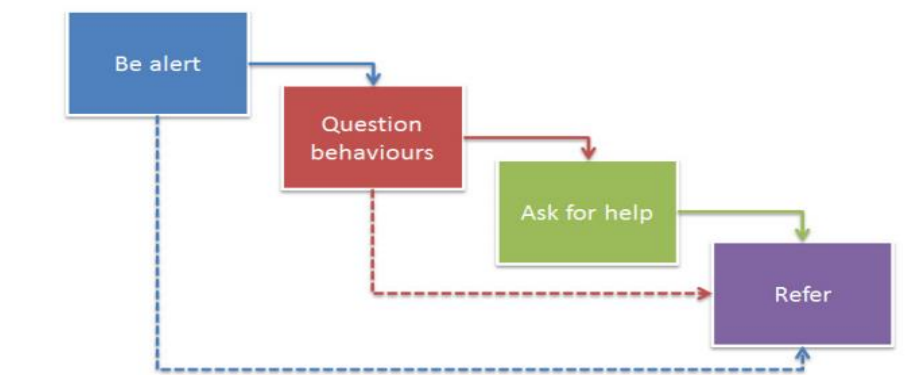 Be alert
Question
behaviours
Ask for help
Refer